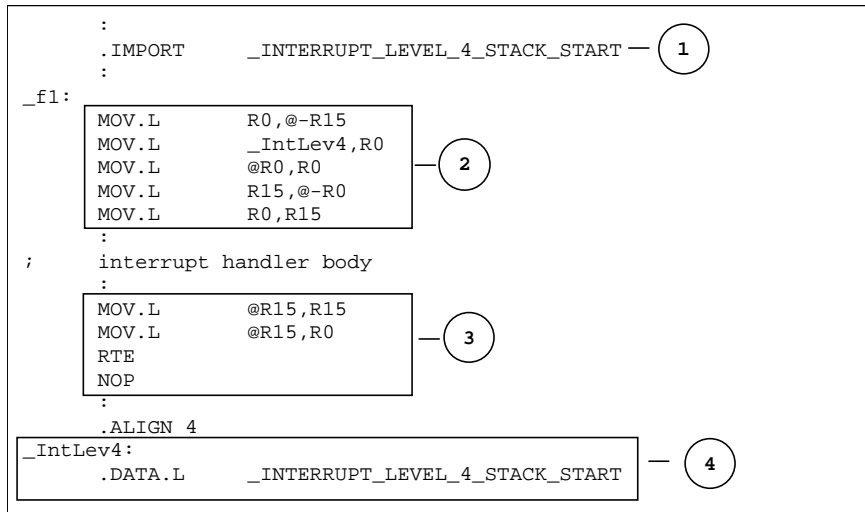 :
.IMPORT _INTERRUPT_LEVEL_4_STACK_START 1
:
_f1:
MOV.L R0,@-R15
MOV.L _IntLev4,R0
MOV.L @R0,R0 2
MOV.L R15,@-R0
MOV.L R0,R15
:
; interrupt handler body
:
MOV.L @R15,R15
MOV.L @R15,R0 3
RTE
NOP
:
.ALIGN 4
_IntLev4:
.DATA.L _INTERRUPT_LEVEL_4_STACK_START 4